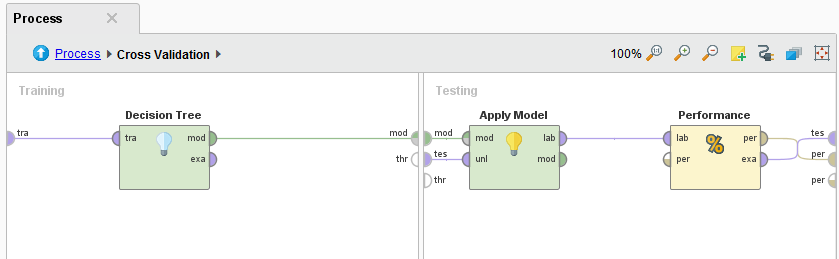 Process
Process Cross Validation 100%
Training Testing
Decision Tree Apply Model Performance
tra tra mod mod mod mod lab lab per tes
exa thr tes unl mod per exa per
thr per